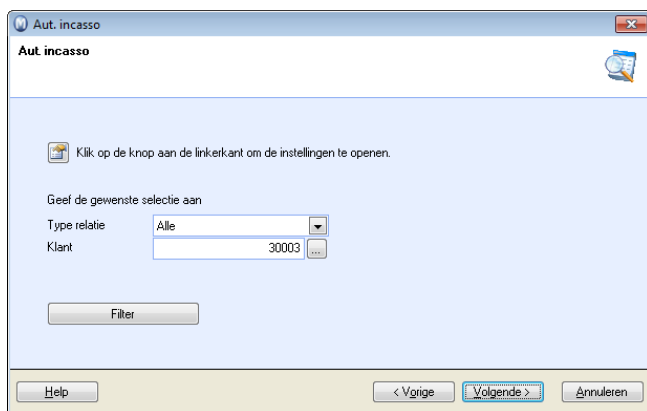 Aut. incasso
Aut. incasso
Klik op de knop aan de linkerkant om de instellingen te openen.
Geef de gewenste selectie aan
Type relatie Alle
Klant 30003 ...
Filter
Help < Vorige Volgende > Annuleren